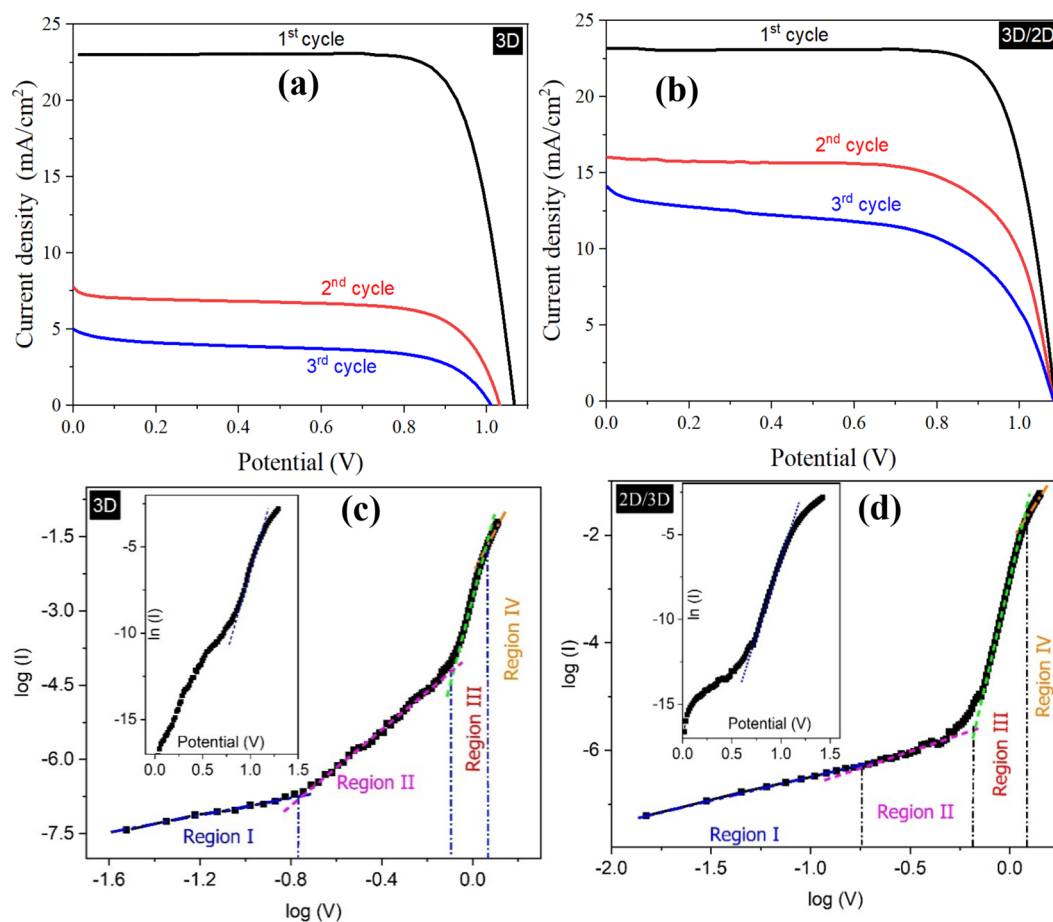 3D
(a)
1st cycle
2nd cycle
3rd cycle
Current density (mA/cm2)
25
20
15
10
5
0
0.0 0.2 0.4 0.6 0.8 1.0
Potential (V)
3D/2D
(b)
1st cycle
2nd cycle
3rd cycle
Current density (mA/cm2)
25
20
15
10
5
0
0.0 0.2 0.4 0.6 0.8 1.0
Potential (V)
3D
(c)
log (I)
-1.5
-3.0
-4.5
-6.0
-7.5
ln (I)
-5
-10
-15
Potential (V)
0.0 0.5 1.0 1.5
Region I
Region II
Region III
Region IV
-1.6 -1.2 -0.8 -0.4 0.0
log (V)
2D/3D
(d)
log (I)
-2
-4
-6
ln (I)
-5
-10
-15
Potential (V)
0.0 0.5 1.0 1.5
Region I
Region II
Region III
Region IV
-2.0 -1.5 -1.0 -0.5 0.0
log (V)